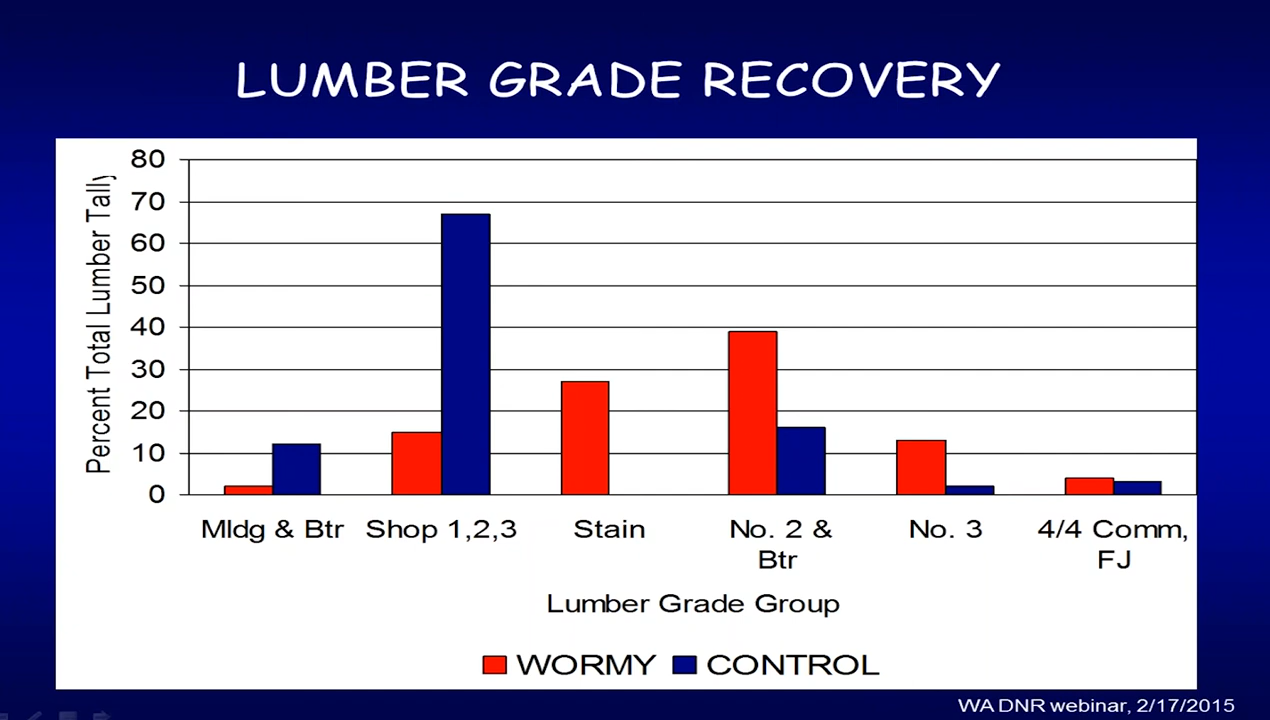 LUMBER GRADE RECOVERY
Percent Total Lumber Tally
80
70
60
50
40
30
20
10
0
Mldg & Btr Shop 1,2,3 Stain No. 2 & Btr No. 3 4/4 Comm, FJ
Lumber Grade Group
WORMY CONTROL
WA DNR webinar, 2/17/2015